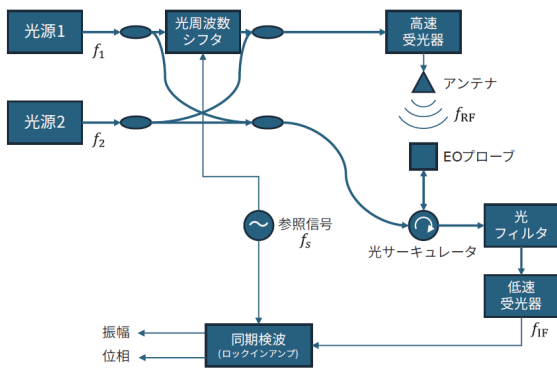 光源1
f1
光周波数
シフタ
高速
受光器
アンテナ
fRF
光源2
f2
EOプローブ
参照信号
fs
光サーキュレータ
光
フィルタ
低速
受光器
fIF
振幅
位相
同期検波
(ロックインアンプ)